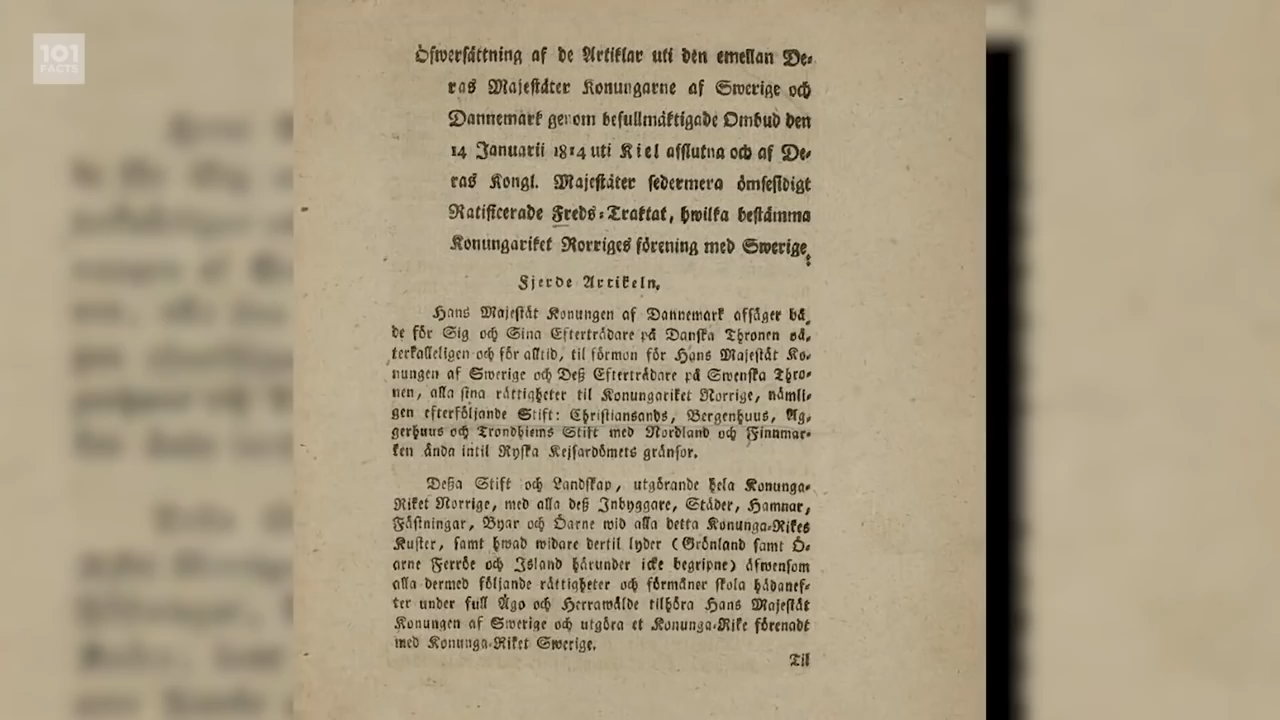 101
FACTS
Öfwersättning af de Artiklar uti den emellan De-
ras Majestäter Konungarne af Swerige och
Dannemark genom befullmäktigade Ombud den
14 Januarii 1814 uti Kiel afslutna och af De-
ras Kongl. Majestäter sedermera ömsesidigt
Ratificerade Freds-Traktat, hwilka bestämma
Konungariket Norriges förening med Swerige.
Fjerde Artikeln.
Hans Majestät Konungen af Dannemark afsäger bå-
de för Sig och Sina Efterträdare på Danska Thronen oå-
terkalleligen och för alltid, til förmon för Hans Majestät Ko-
nungen af Swerige och Deß Efterträdare på Swenska Thro-
nen, alla sina rättigheter til Konungariket Norrige, nämli-
gen efterföljande Stift: Christiansands, Bergenhuus, Ag-
gerhuus och Trondhiems Stift med Nordland och Finnmar-
ken ända intil Ryska Kejsardömets gränsor.
Deßa Stift och Landskap, utgörande hela Konunga-
Riket Norrige, med alla deß Inbyggare, Städer, Hamnar,
Fästningar, Byar och Öarne wid alla detta Konunga-Rikes
Kuster, samt hwad widare dertil lyder (Grönland samt Ö-
arne Ferröe och Island härunder icke begripne) äfwensom
alla dermed följande rättigheter och förmåner skola hädanef-
ter under full Ägo och Herrawälde tilhöra Hans Majestät
Konungen af Swerige och utgöra et Konunga-Rike förenadt
med Konunga-Riket Swerige.
Til